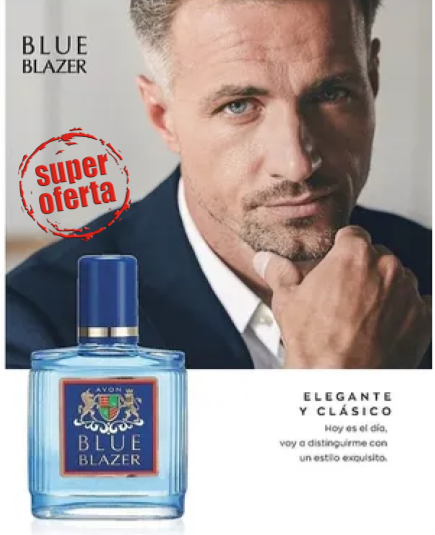 BLUE
BLAZER
super
oferta
AVON
BLUE
BLAZER
ELEGANTE
Y CLÁSICO
Hoy es el día,
voy a distinguirme con
un estilo exquisito.